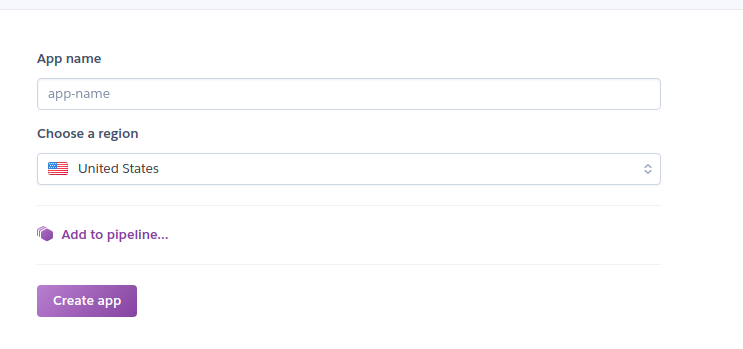 App name
app-name
Choose a region
United States
Add to pipeline...
Create app